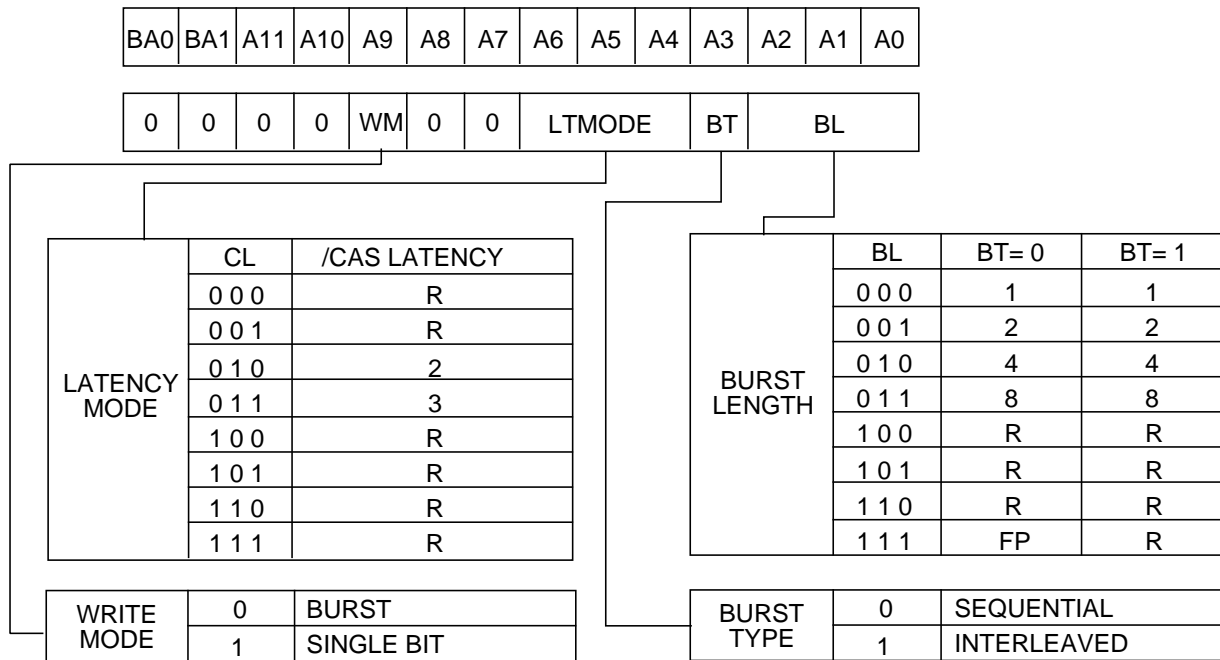 BA0 BA1 A11 A10 A9 A8 A7 A6 A5 A4 A3 A2 A1 A0
0 0 0 0 WM 0 0 LTMODE BT BL
LATENCY
MODE
CL /CAS LATENCY
0 0 0 R
0 0 1 R
0 1 0 2
0 1 1 3
1 0 0 R
1 0 1 R
1 1 0 R
1 1 1 R
BURST
LENGTH
BL BT= 0 BT= 1
0 0 0 1 1
0 0 1 2 2
0 1 0 4 4
0 1 1 8 8
1 0 0 R R
1 0 1 R R
1 1 0 R R
1 1 1 FP R
WRITE
MODE
0 BURST
1 SINGLE BIT
BURST
TYPE
0 SEQUENTIAL
1 INTERLEAVED